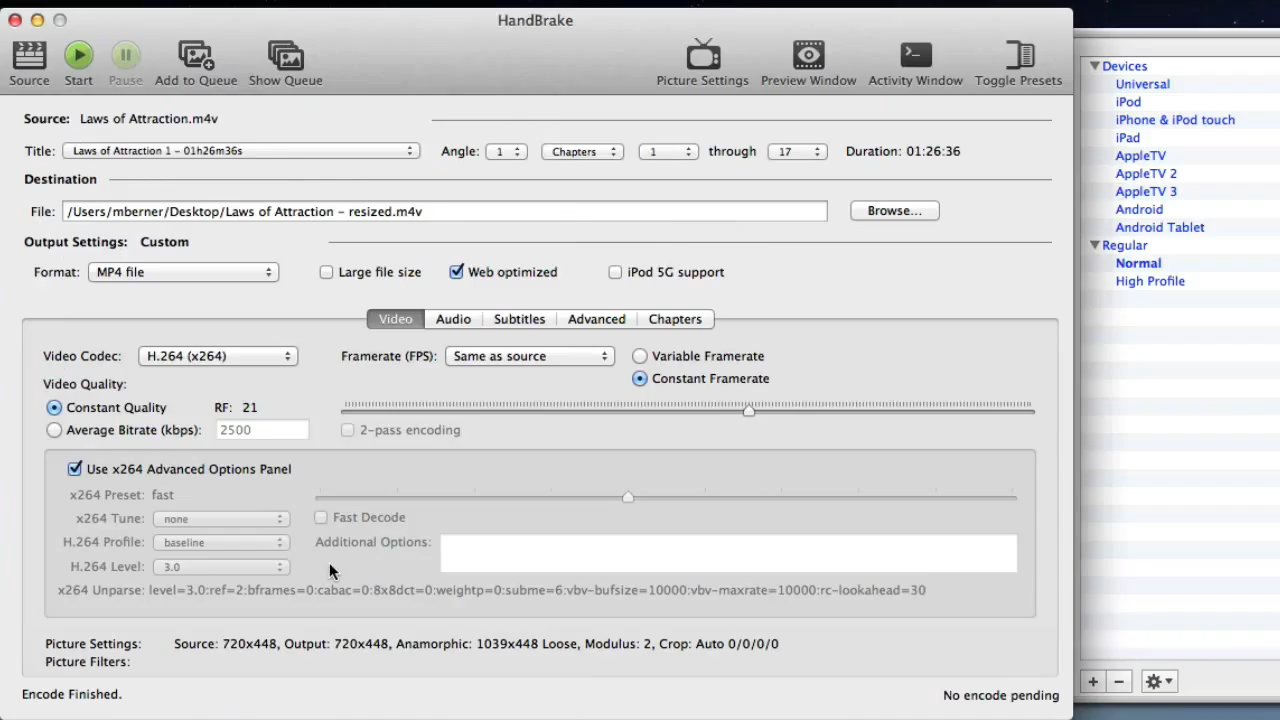 HandBrake
Source Start Pause Add to Queue Show Queue Picture Settings Preview Window Activity Window Toggle Presets
Source: Laws of Attraction.m4v
Title: Laws of Attraction 1 - 01h26m36s Angle: 1 Chapters 1 through 17 Duration: 01:26:36
Destination
File: /Users/mberner/Desktop/Laws of Attraction - resized.m4v Browse...
Output Settings: Custom
Format: MP4 file Large file size Web optimized iPod 5G support
Video Audio Subtitles Advanced Chapters
Video Codec: H.264 (x264) Framerate (FPS): Same as source Variable Framerate
Constant Framerate
Video Quality:
Constant Quality RF: 21
Average Bitrate (kbps): 2500 2-pass encoding
Use x264 Advanced Options Panel
x264 Preset: fast
x264 Tune: none Fast Decode
H.264 Profile: baseline Additional Options:
H.264 Level: 3.0
x264 Unparse: level=3.0:ref=2:bframes=0:cabac=0:8x8dct=0:weightp=0:subme=6:vbv-bufsize=10000:vbv-maxrate=10000:rc-lookahead=30
Picture Settings: Source: 720x448, Output: 720x448, Anamorphic: 1039x448 Loose, Modulus: 2, Crop: Auto 0/0/0/0
Picture Filters:
Encode Finished. No encode pending
Devices
Universal
iPod
iPhone & iPod touch
iPad
AppleTV
AppleTV 2
AppleTV 3
Android
Android Tablet
Regular
Normal
High Profile